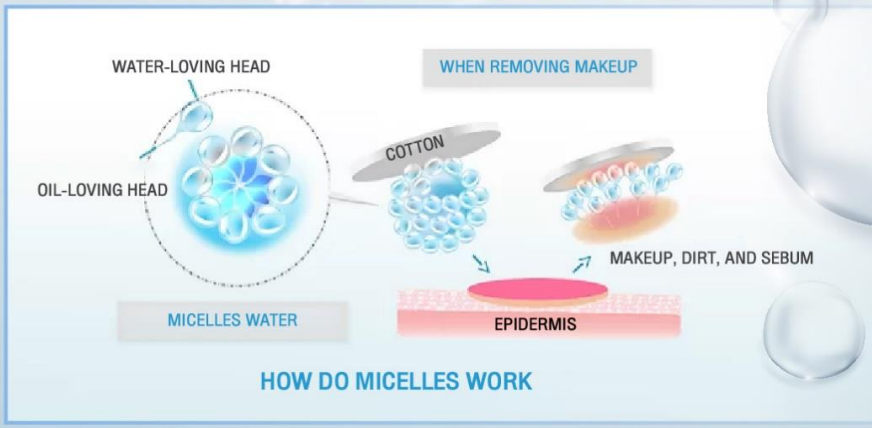 WATER-LOVING HEAD
OIL-LOVING HEAD
MICELLES WATER
WHEN REMOVING MAKEUP
COTTON
MAKEUP, DIRT, AND SEBUM
EPIDERMIS
HOW DO MICELLES WORK